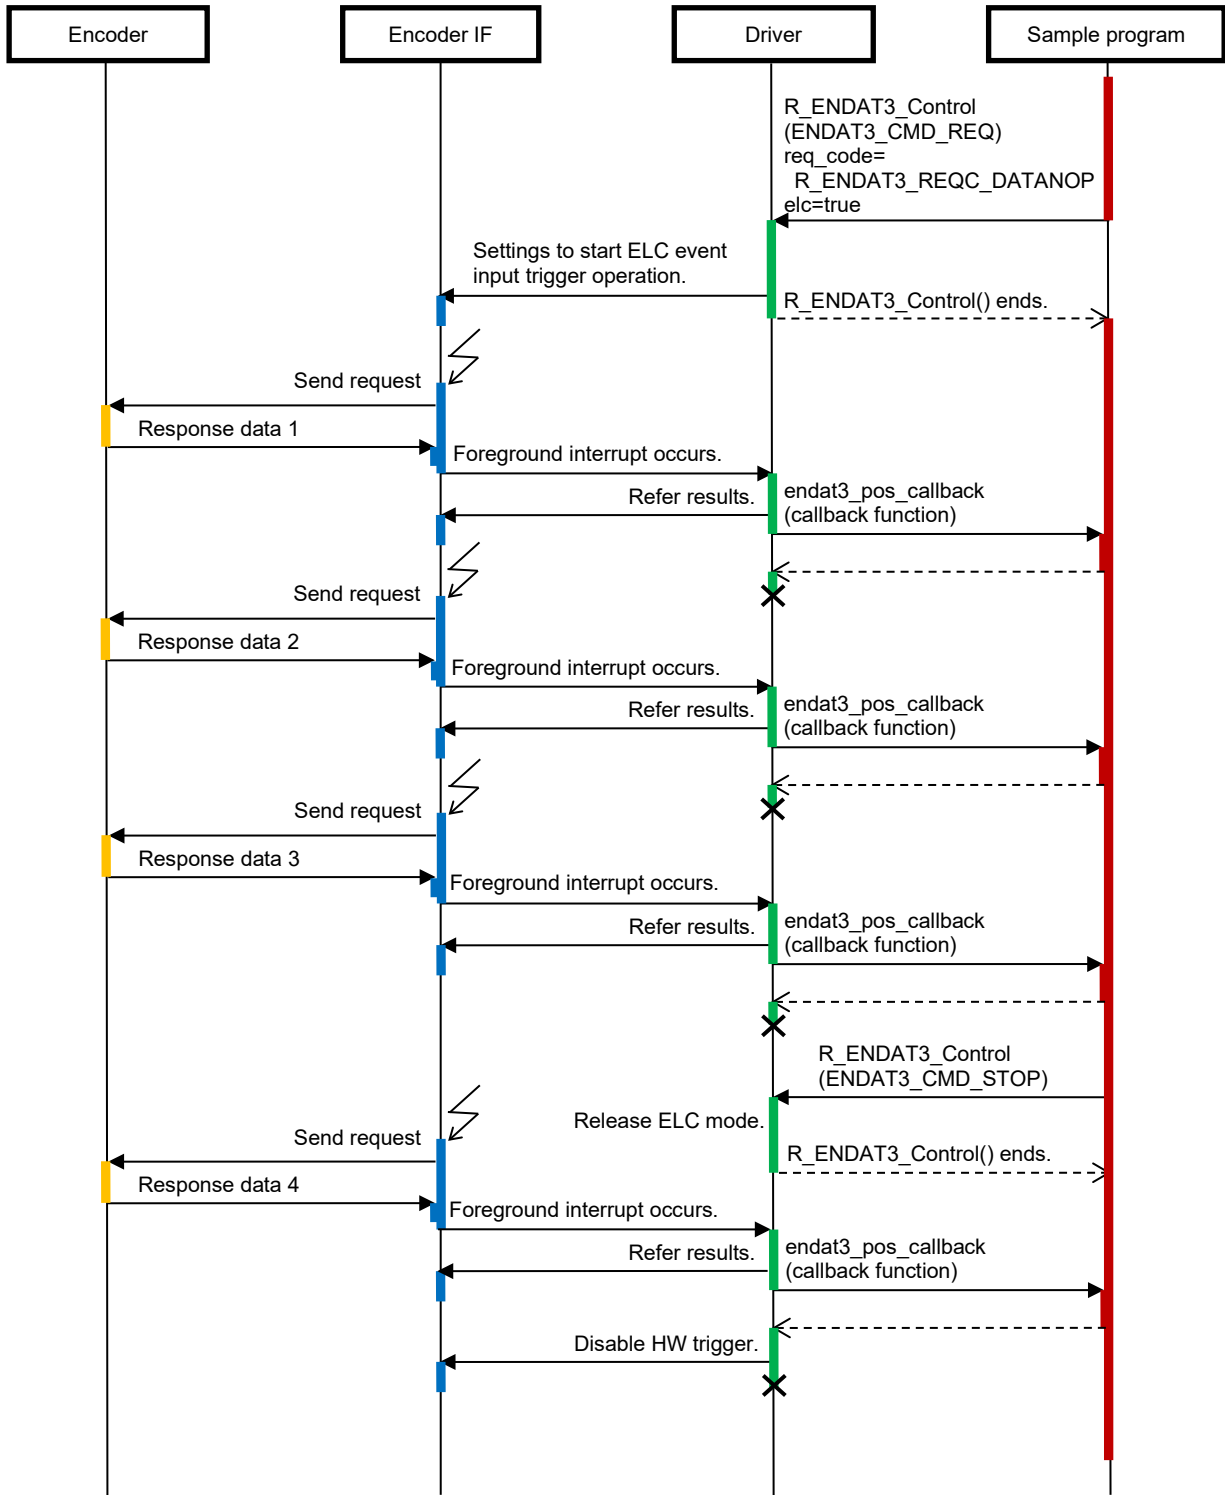 Encoder
Encoder IF
Driver
Sample program
R_ENDAT3_Control
(ENDAT3_CMD_REQ)
req_code=
R_ENDAT3_REQC_DATANOP
elc=true
Settings to start ELC event
input trigger operation.
R_ENDAT3_Control() ends.
Send request
Response data 1
Foreground interrupt occurs.
Refer results.
endat3_pos_callback
(callback function)
Send request
Response data 2
Foreground interrupt occurs.
Refer results.
endat3_pos_callback
(callback function)
Send request
Response data 3
Foreground interrupt occurs.
Refer results.
endat3_pos_callback
(callback function)
R_ENDAT3_Control
(ENDAT3_CMD_STOP)
Release ELC mode.
Send request
R_ENDAT3_Control() ends.
Response data 4
Foreground interrupt occurs.
Refer results.
endat3_pos_callback
(callback function)
Disable HW trigger.